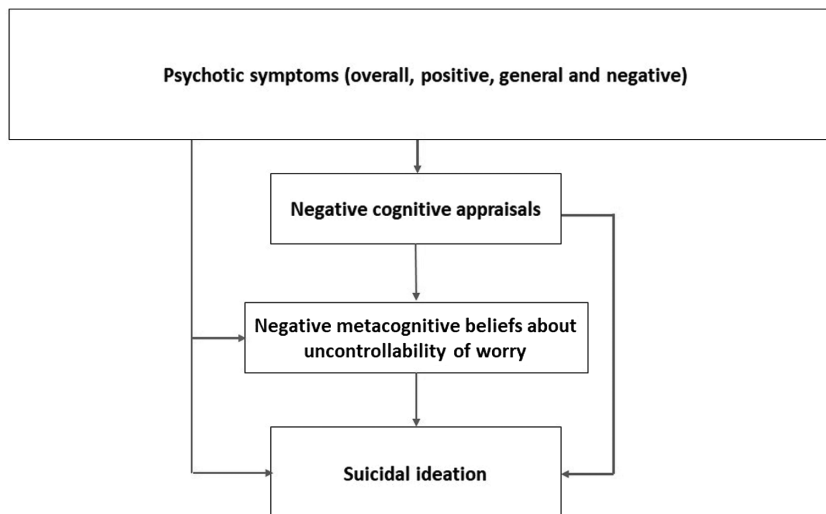 Psychotic symptoms (overall, positive, general and negative)
Negative cognitive appraisals
Negative metacognitive beliefs about
uncontrollability of worry
Suicidal ideation